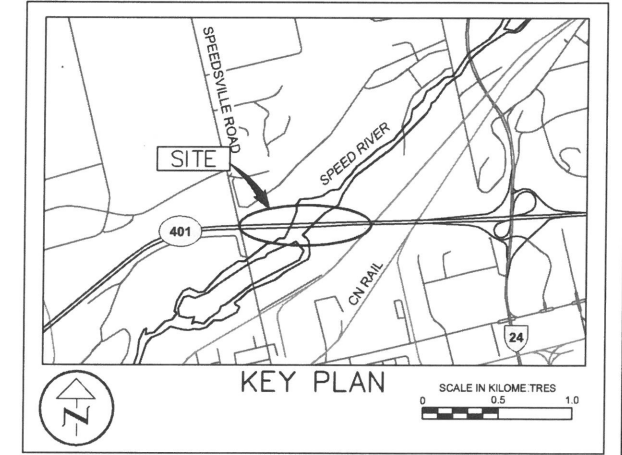 SPEEDSVILLE ROAD
SITE
SPEED RIVER
401
CN RAIL
24
KEY PLAN
N
SCALE IN KILOMETRES
0 0.5 1.0